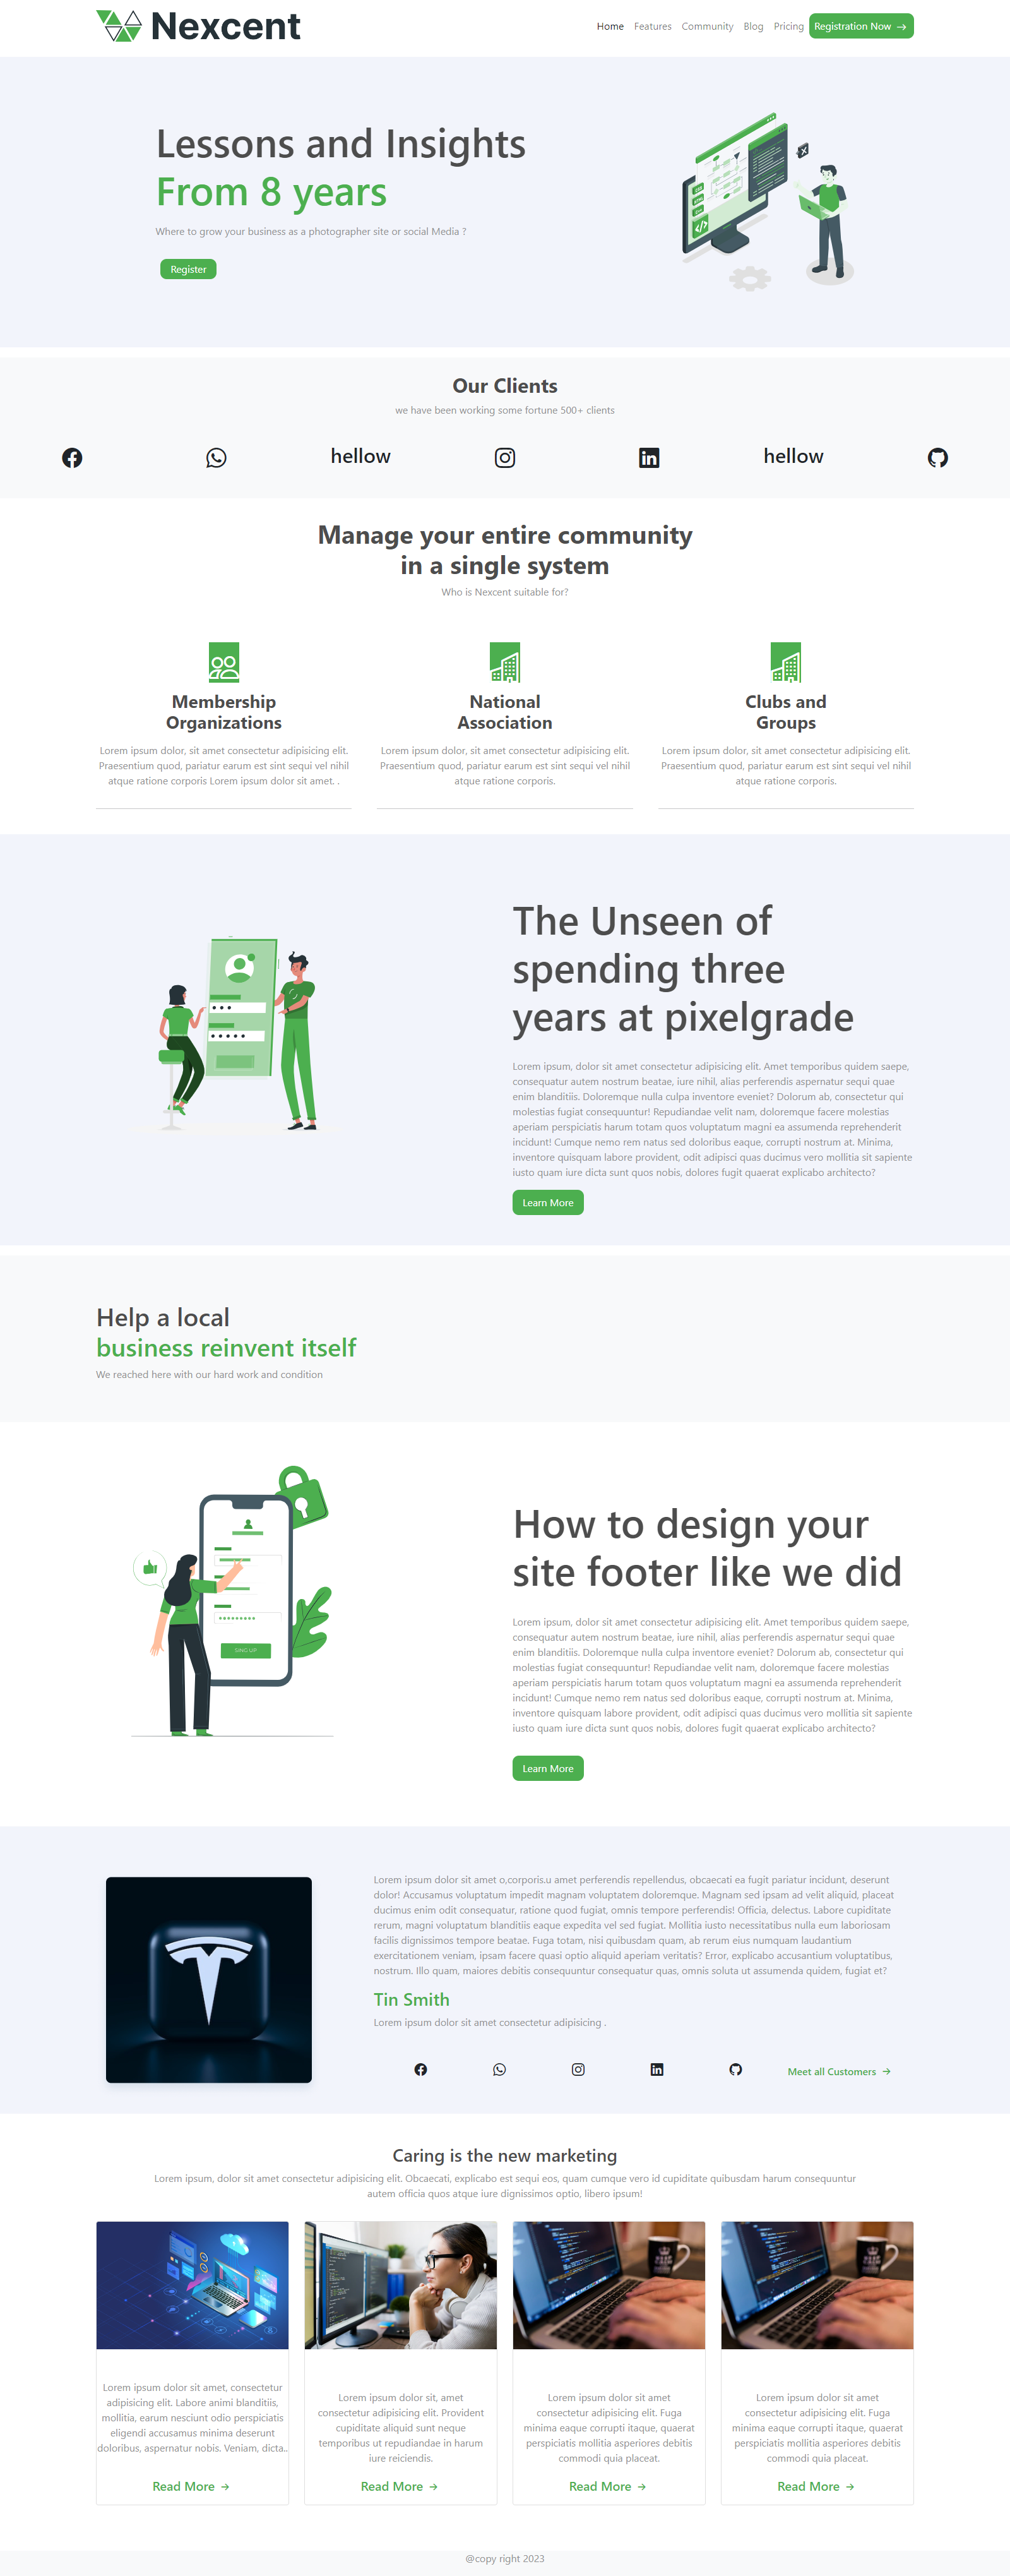 Nexcent
Home Features Community Blog Pricing Registration Now →
Lessons and Insights
From 8 years
Where to grow your business as a photographer site or social Media ?
Register
Our Clients
we have been working some fortune 500+ clients
hellow hellow
Manage your entire community
in a single system
Who is Nexcent suitable for?
Membership
Organizations
Lorem ipsum dolor, sit amet consectetur adipisicing elit.
Praesentium quod, pariatur earum est sint sequi vel nihil
atque ratione corporis Lorem ipsum dolor sit amet. .
National
Association
Lorem ipsum dolor, sit amet consectetur adipisicing elit.
Praesentium quod, pariatur earum est sint sequi vel nihil
atque ratione corporis.
Clubs and
Groups
Lorem ipsum dolor, sit amet consectetur adipisicing elit.
Praesentium quod, pariatur earum est sint sequi vel nihil
atque ratione corporis.
The Unseen of
spending three
years at pixelgrade
Lorem ipsum, dolor sit amet consectetur adipisicing elit. Amet temporibus quidem saepe,
consequatur autem nostrum beatae, iure nihil, alias perferendis aspernatur sequi quae
enim blanditiis. Doloremque nulla culpa inventore eveniet? Dolorum ab, consectetur qui
molestias fugiat consequuntur! Repudiandae velit nam, doloremque facere molestias
aperiam perspiciatis harum totam quos voluptatum magni ea assumenda reprehenderit
incidunt! Cumque nemo rem natus sed doloribus eaque, corrupti nostrum at. Minima,
inventore quisquam labore provident, odit adipisci quas ducimus vero mollitia sit sapiente
iusto quam iure dicta sunt quos nobis, dolores fugit quaerat explicabo architecto?
Learn More
Help a local
business reinvent itself
We reached here with our hard work and condition
SING UP
How to design your
site footer like we did
Lorem ipsum, dolor sit amet consectetur adipisicing elit. Amet temporibus quidem saepe,
consequatur autem nostrum beatae, iure nihil, alias perferendis aspernatur sequi quae
enim blanditiis. Doloremque nulla culpa inventore eveniet? Dolorum ab, consectetur qui
molestias fugiat consequuntur! Repudiandae velit nam, doloremque facere molestias
aperiam perspiciatis harum totam quos voluptatum magni ea assumenda reprehenderit
incidunt! Cumque nemo rem natus sed doloribus eaque, corrupti nostrum at. Minima,
inventore quisquam labore provident, odit adipisci quas ducimus vero mollitia sit sapiente
iusto quam iure dicta sunt quos nobis, dolores fugit quaerat explicabo architecto?
Learn More
Lorem ipsum dolor sit amet o,corporis.u amet perferendis repellendus, obcaecati ea fugit pariatur incidunt, deserunt
dolor! Accusamus voluptatum impedit magnam voluptatem doloremque. Magnam sed ipsam ad velit aliquid, placeat
ducimus enim odit consequatur, ratione quod fugiat, omnis tempore perferendis! Officia, delectus. Labore cupiditate
rerum, magni voluptatum blanditiis eaque expedita vel sed fugiat. Mollitia iusto necessitatibus nulla eum laboriosam
facilis dignissimos tempore beatae. Fuga totam, nisi quibusdam quam, ab rerum eius numquam laudantium
exercitationem veniam, ipsam facere quasi optio aliquid aperiam veritatis? Error, explicabo accusantium voluptatibus,
nostrum. Illo quam, maiores debitis consequuntur consequatur quas, omnis soluta ut assumenda quidem, fugiat et?
Tin Smith
Lorem ipsum dolor sit amet consectetur adipisicing .
Meet all Customers →
Caring is the new marketing
Lorem ipsum, dolor sit amet consectetur adipisicing elit. Obcaecati, explicabo est sequi eos, quam cumque vero id cupiditate quibusdam harum consequuntur
autem officia quos atque iure dignissimos optio, libero ipsum!
Lorem ipsum dolor sit amet, consectetur
adipisicing elit. Labore animi blanditiis,
mollitia, earum nesciunt odio perspiciatis
eligendi accusamus minima deserunt
doloribus, aspernatur nobis. Veniam, dicta..
Read More →
Lorem ipsum dolor sit, amet
consectetur adipisicing elit. Provident
cupiditate aliquid sunt neque
temporibus ut repudiandae in harum
iure reiciendis.
Read More →
Lorem ipsum dolor sit amet
consectetur adipisicing elit. Fuga
minima eaque corrupti itaque, quaerat
perspiciatis mollitia asperiores debitis
commodi quia placeat.
Read More →
Lorem ipsum dolor sit amet
consectetur adipisicing elit. Fuga
minima eaque corrupti itaque, quaerat
perspiciatis mollitia asperiores debitis
commodi quia placeat.
Read More →
@copy right 2023